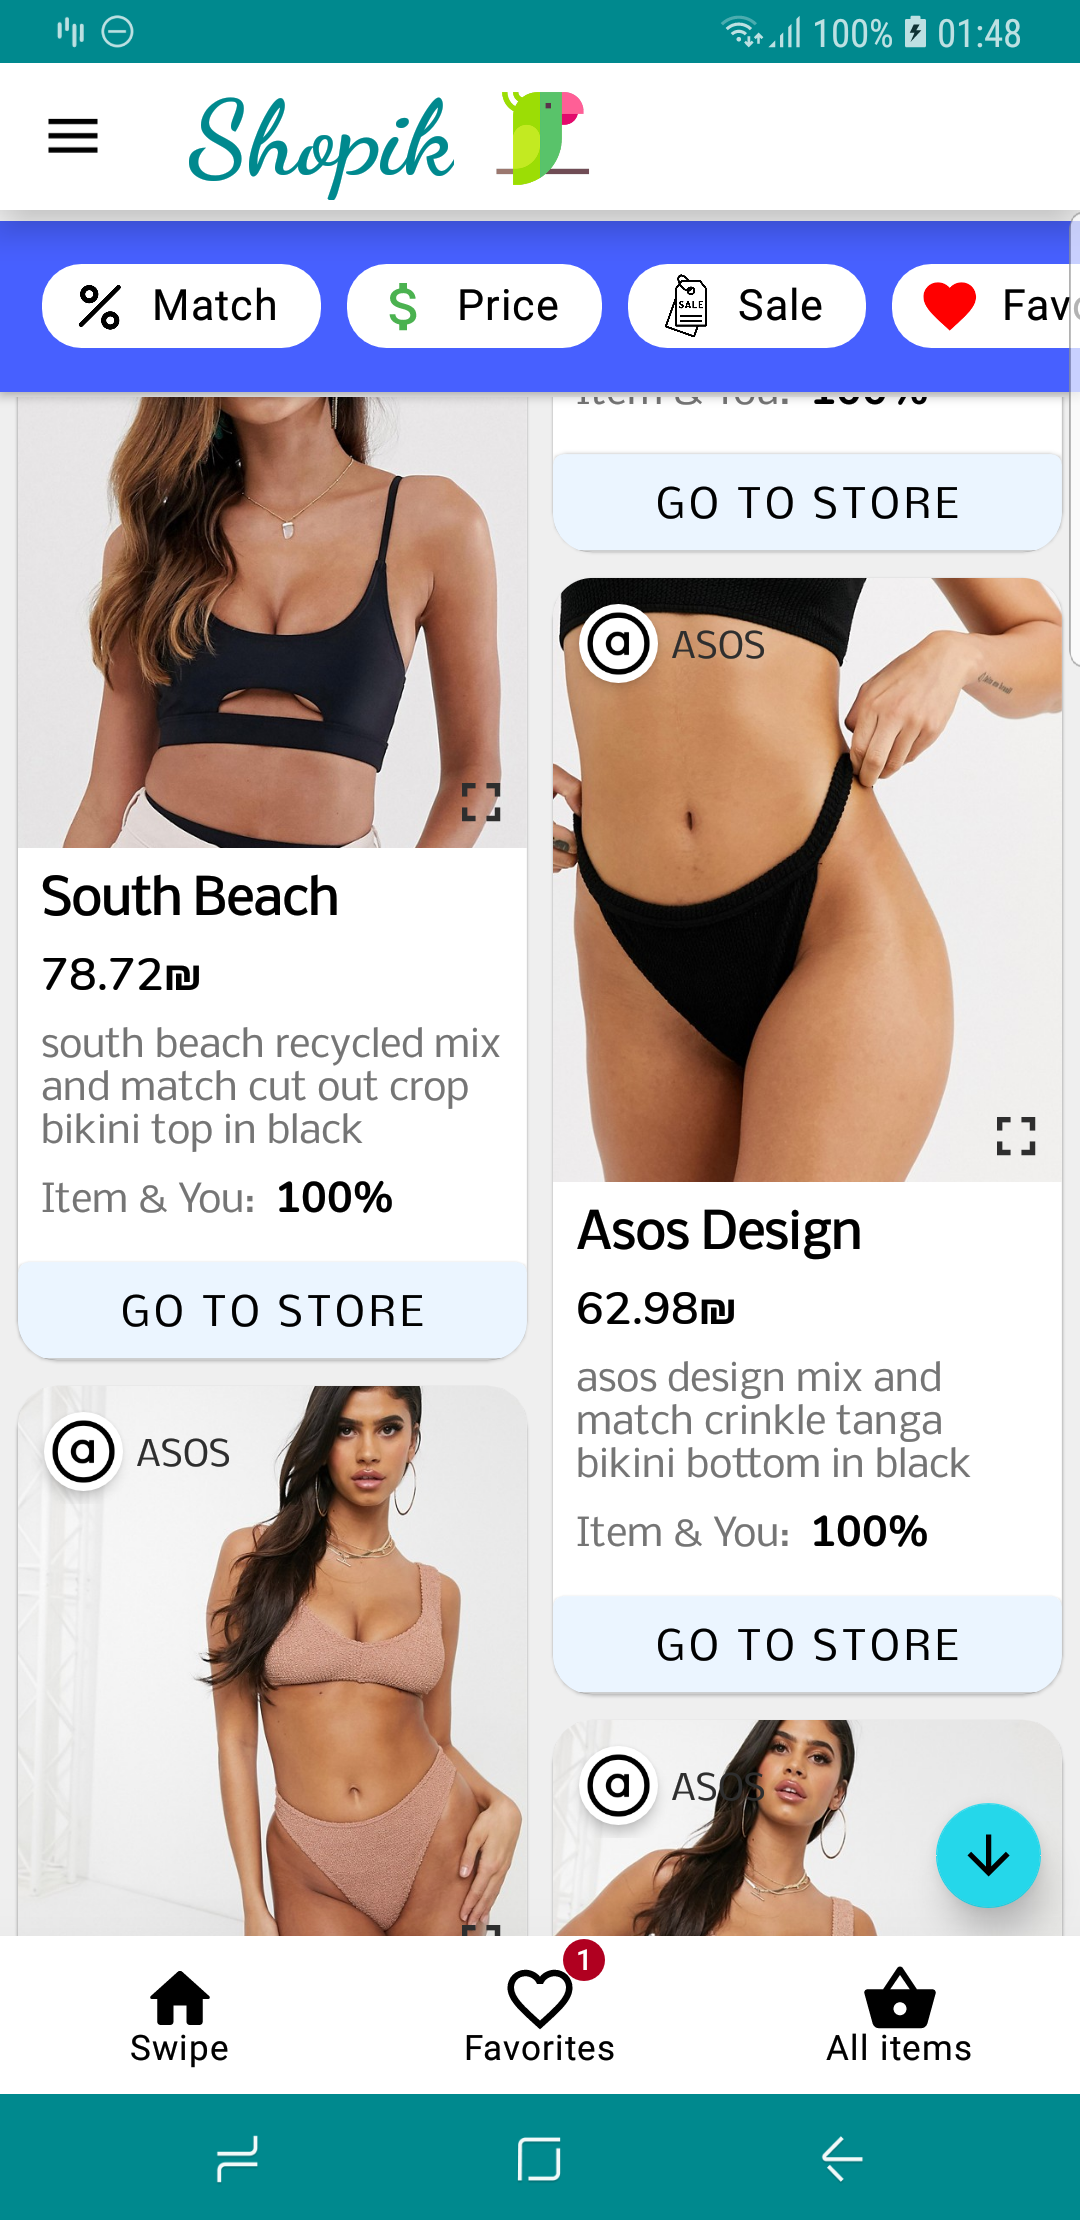 100% 01:48
Shopik
Match
Price
SALE
Sale
Item & You: 100%
GO TO STORE
ASOS
South Beach
78.72₪
south beach recycled mix
and match cut out crop
bikini top in black
Item & You: 100%
GO TO STORE
Asos Design
62.98₪
asos design mix and
match crinkle tanga
bikini bottom in black
Item & You: 100%
GO TO STORE
a ASOS
a ASOS
1
Swipe
Favorites
All items